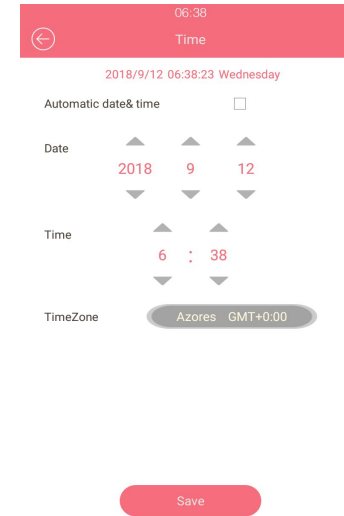 06:38
Time
2018/9/12 06:38:23 Wednesday
Automatic date& time
Date
2018 9 12
Time
6 : 38
TimeZone Azores GMT+0:00
Save